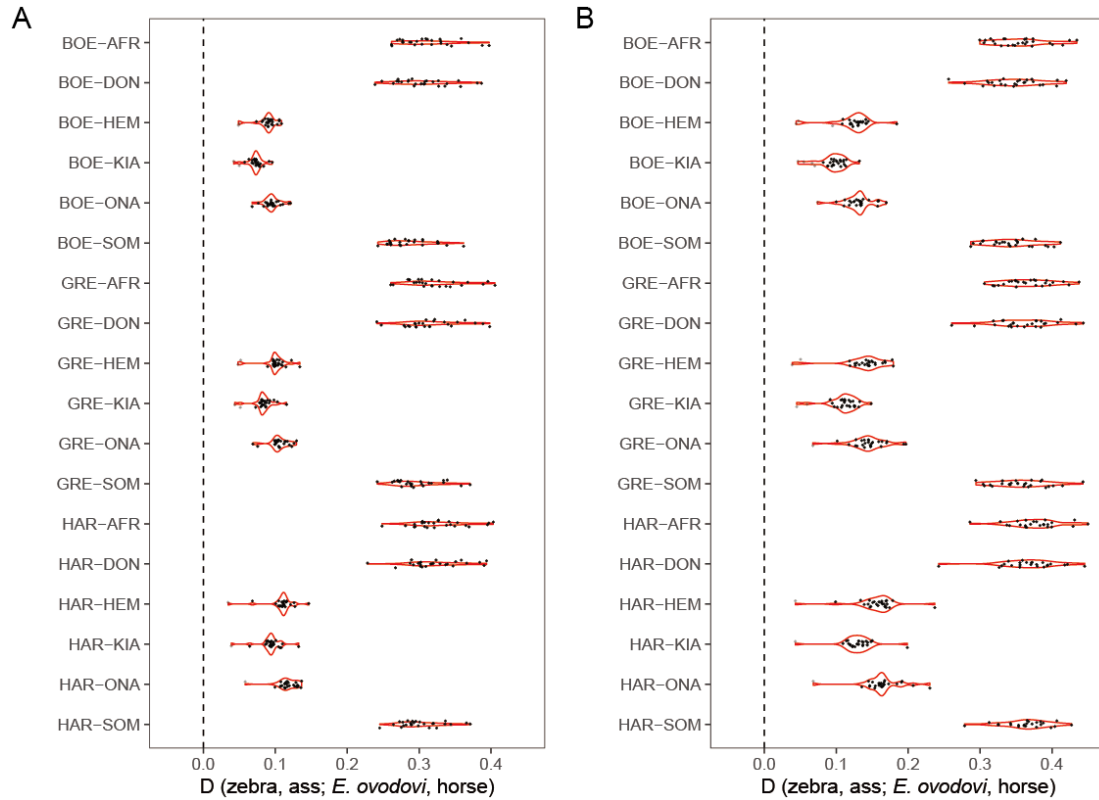 A
BOE−AFR
BOE−DON
BOE−HEM
BOE−KIA
BOE−ONA
BOE−SOM
GRE−AFR
GRE−DON
GRE−HEM
GRE−KIA
GRE−ONA
GRE−SOM
HAR−AFR
HAR−DON
HAR−HEM
HAR−KIA
HAR−ONA
HAR−SOM
0.0 0.1 0.2 0.3 0.4
D (zebra, ass; E. ovodovi, horse)
B
BOE−AFR
BOE−DON
BOE−HEM
BOE−KIA
BOE−ONA
BOE−SOM
GRE−AFR
GRE−DON
GRE−HEM
GRE−KIA
GRE−ONA
GRE−SOM
HAR−AFR
HAR−DON
HAR−HEM
HAR−KIA
HAR−ONA
HAR−SOM
0.0 0.1 0.2 0.3 0.4
D (zebra, ass; E. ovodovi, horse)